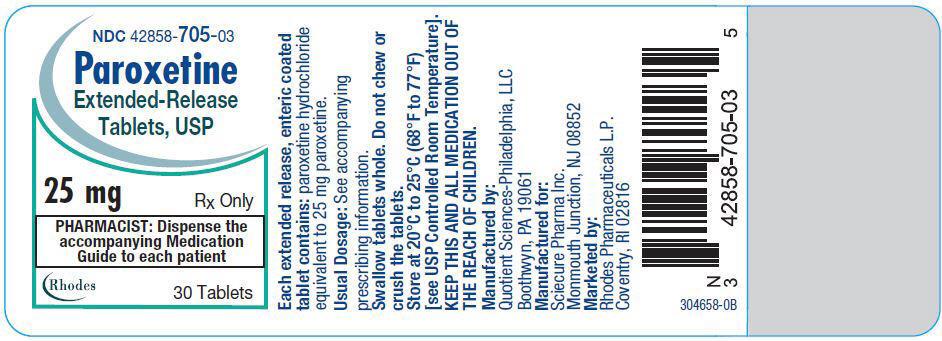 NDC 42858-705-03
Paroxetine
Extended-Release
Tablets, USP
25 mg
Rx Only
PHARMACIST: Dispense the
accompanying Medication
Guide to each patient
Rhodes
30 Tablets
Each extended release, enteric coated
tablet contains: paroxetine hydrochloride
equivalent to 25 mg paroxetine.
Usual Dosage: See accompanying
prescribing information.
Swallow tablets whole. Do not chew or
crush the tablets.
Store at 20°C to 25°C (68°F to 77°F)
[see USP Controlled Room Temperature].
KEEP THIS AND ALL MEDICATION OUT OF
THE REACH OF CHILDREN.
Manufactured by:
Quotient Sciences-Philadelphia, LLC
Boothwyn, PA 19061
Manufactured for:
Sciecure Pharma Inc.
Monmouth Junction, NJ 08852
Marketed by:
Rhodes Pharmaceuticals L.P.
Coventry, RI 02816
N
3 42858-705-03 5
304658-0B